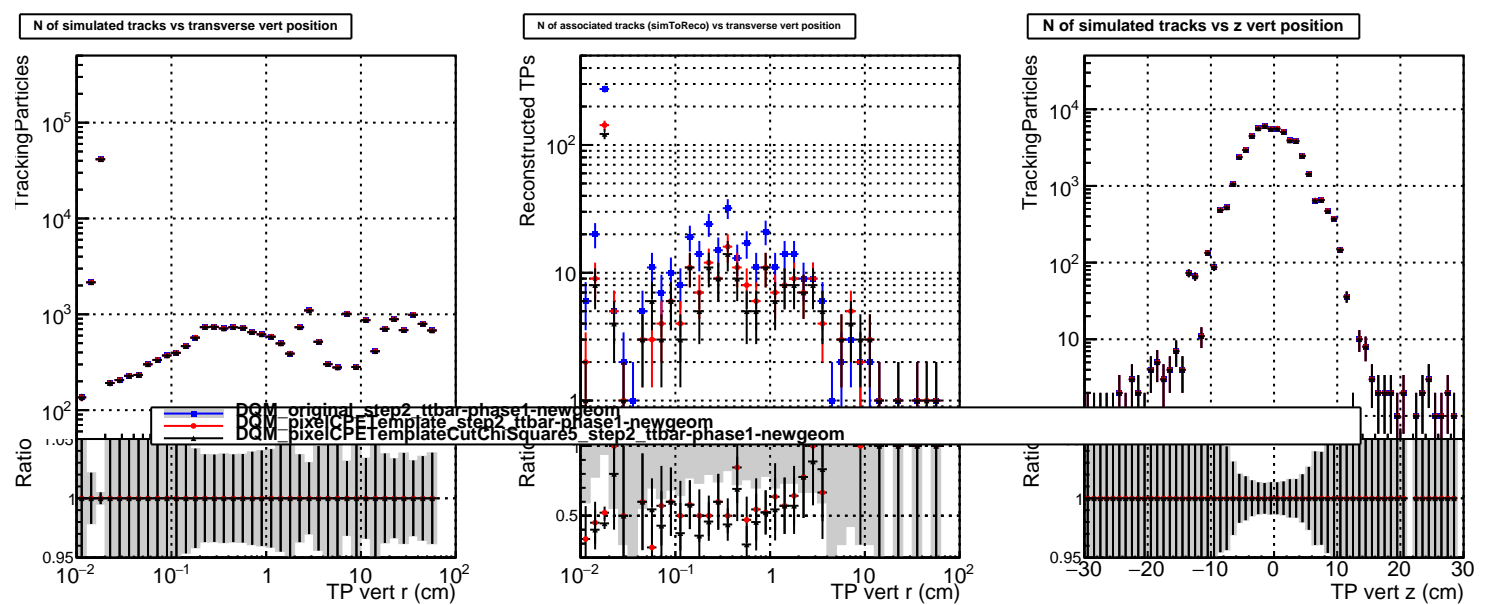 N of simulated tracks vs transverse vert position
TrackingParticles
10^5
10^4
10^3
10^2
Ratio
1.05
1
0.95
10^−2 10^−1 1 10 10^2
TP vert r (cm)
N of associated tracks (simToReco) vs transverse vert position
Reconstructed TPs
10^2
10
1
Ratio
1
0.5
10^−2 10^−1 1 10 10^2
TP vert r (cm)
N of simulated tracks vs z vert position
TrackingParticles
10^4
10^3
10^2
10
Ratio
1
0.95
−30 −20 −10 0 10 20 30
TP vert z (cm)
DQM_original_step2_ttbar-phase1-newgeom
DQM_pixelCPETemplate_step2_ttbar-phase1-newgeom
DQM_pixelCPETemplateCutChiSquare5_step2_ttbar-phase1-newgeom